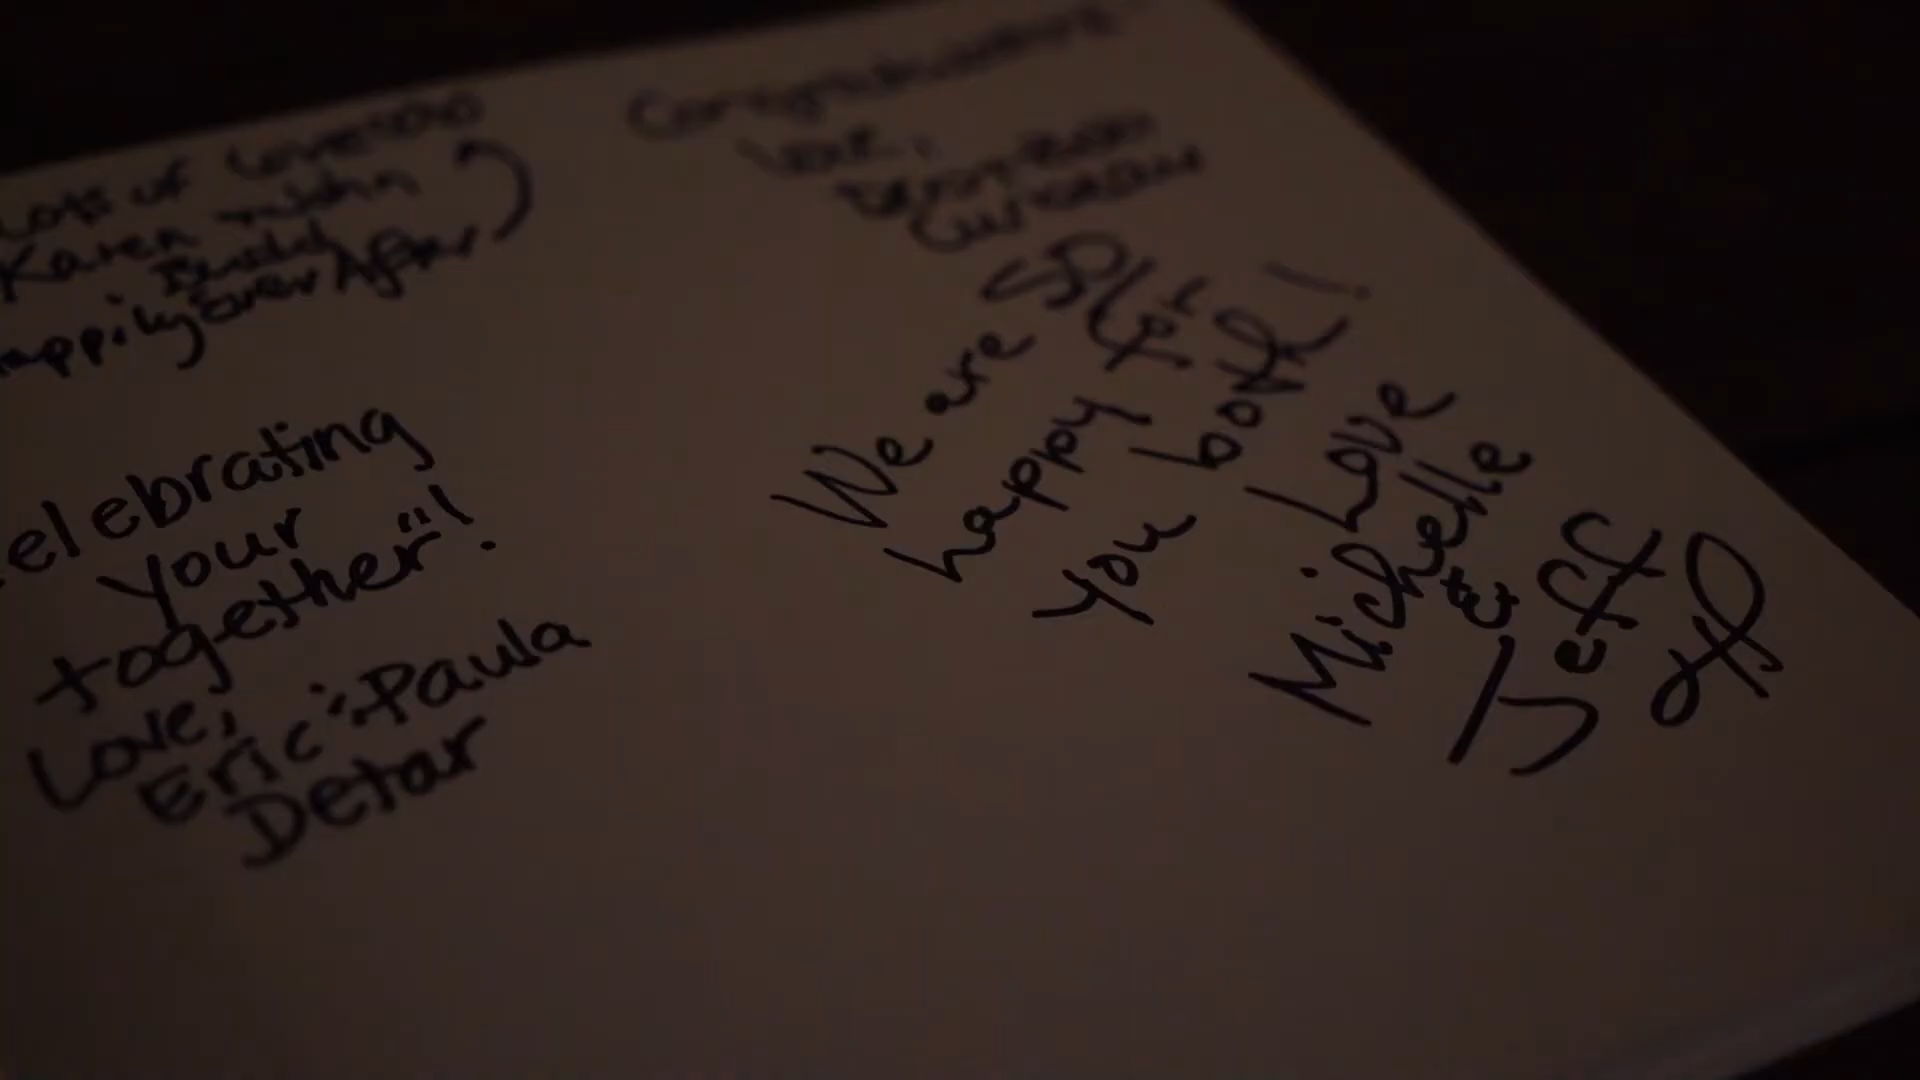 Lots of Love
Karen
Happily Ever After
Celebrating
your
together!
Love,
Eric & Paula
Detar
Congratulations
Love,
We are so
happy
you both!
Love
Michelle
&
Jeff